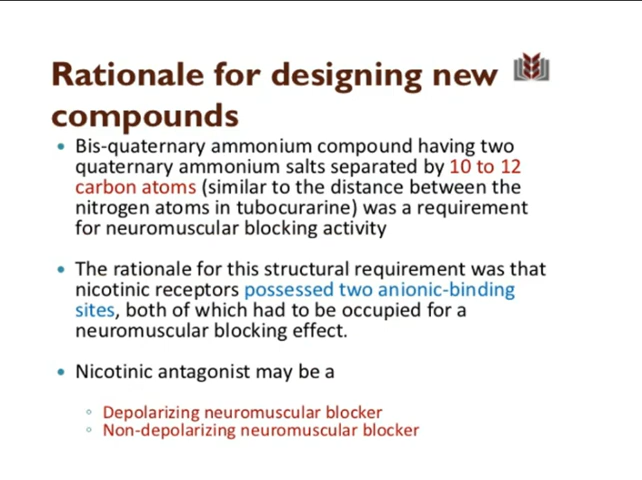 Rationale for designing new
compounds
• Bis-quaternary ammonium compound having two
quaternary ammonium salts separated by 10 to 12
carbon atoms (similar to the distance between the
nitrogen atoms in tubocurarine) was a requirement
for neuromuscular blocking activity
• The rationale for this structural requirement was that
nicotinic receptors possessed two anionic-binding
sites, both of which had to be occupied for a
neuromuscular blocking effect.
• Nicotinic antagonist may be a
◦ Depolarizing neuromuscular blocker
◦ Non-depolarizing neuromuscular blocker